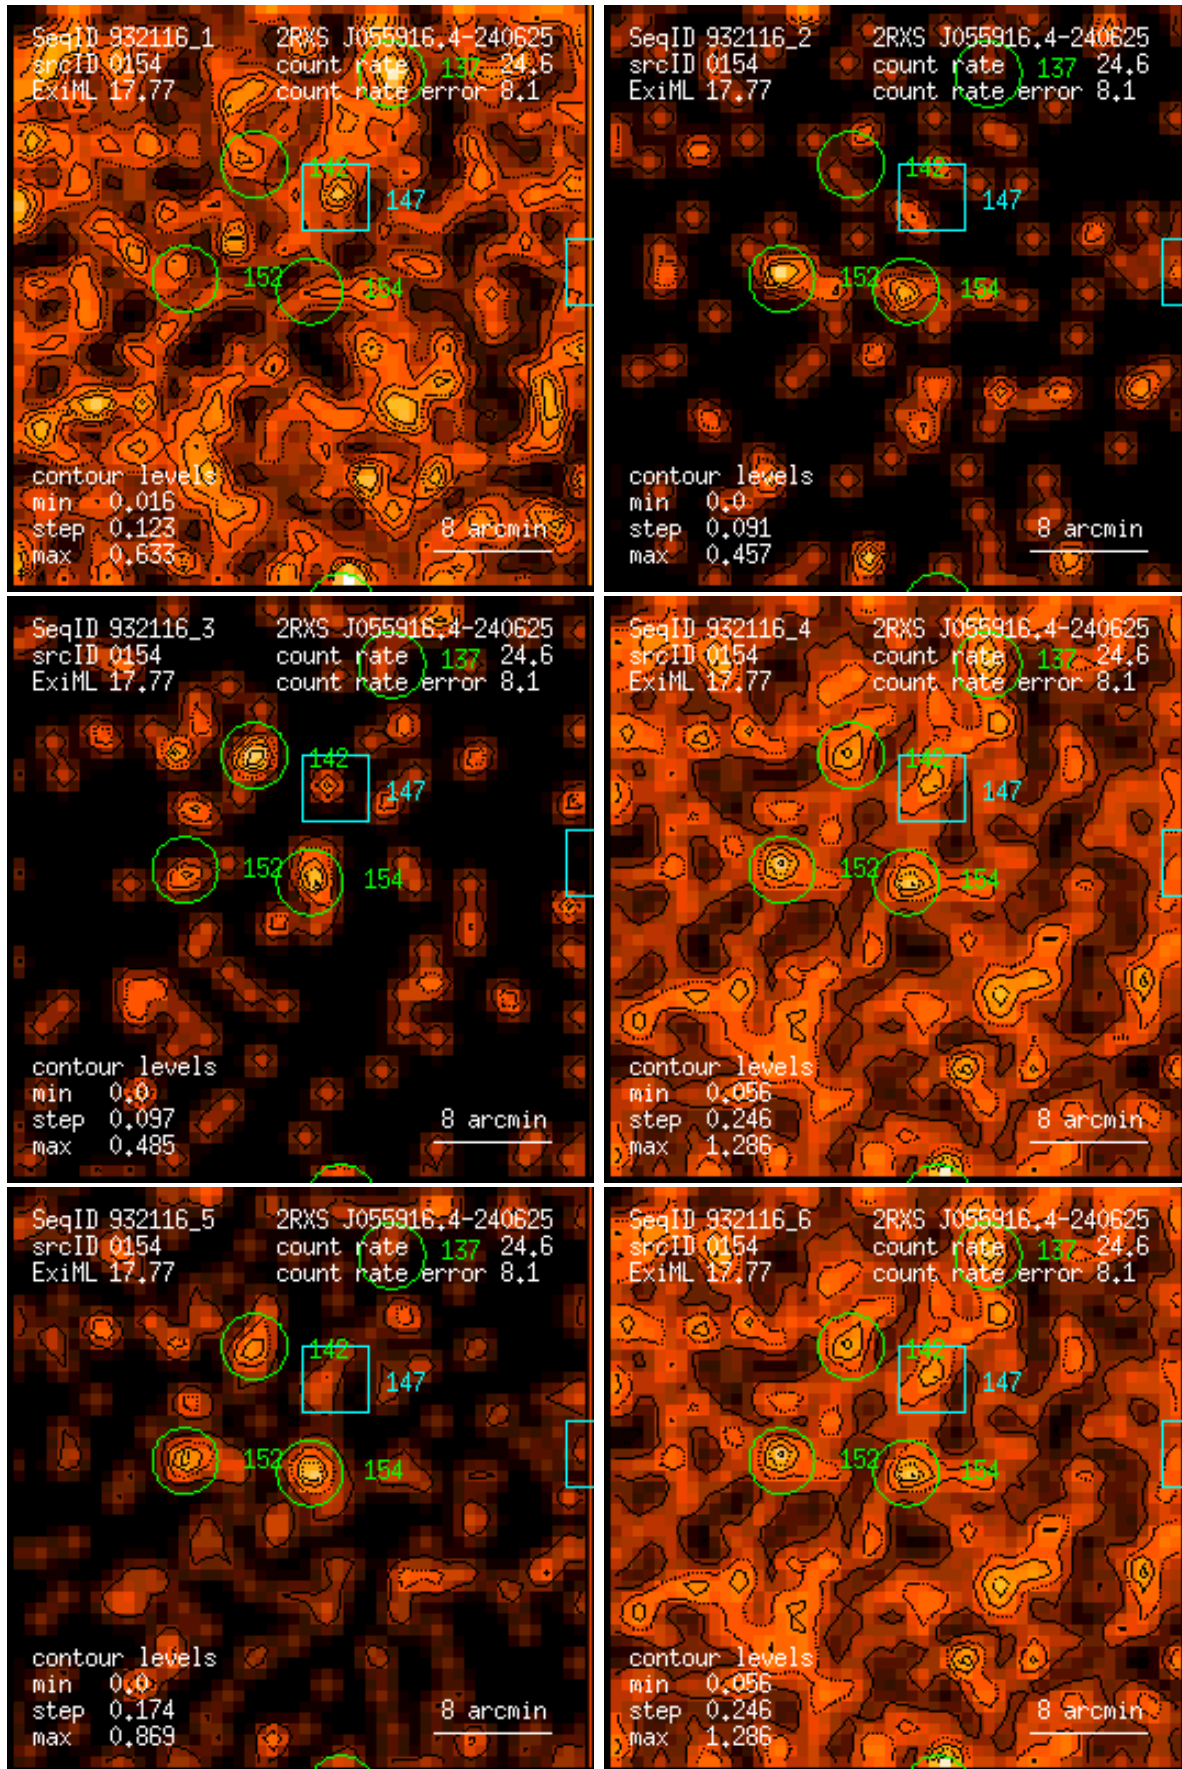 SeqID 932116_1 2RXS J055916.4-240625
srcID 0154 count rate 137 24.6
ExiML 17.77 count rate error 8.1
142
147
152 154
contour levels
min 0.016
step 0.123 8 arcmin
max 0.633
SeqID 932116_2 2RXS J055916.4-240625
srcID 0154 count rate 137 24.6
ExiML 17.77 count rate error 8.1
142
147
152 154
contour levels
min 0.0
step 0.091 8 arcmin
max 0.457
SeqID 932116_3 2RXS J055916.4-240625
srcID 0154 count rate 137 24.6
ExiML 17.77 count rate error 8.1
142
147
152 154
contour levels
min 0.0
step 0.097 8 arcmin
max 0.485
SeqID 932116_4 2RXS J055916.4-240625
srcID 0154 count rate 137 24.6
ExiML 17.77 count rate error 8.1
142
147
152 154
contour levels
min 0.056
step 0.246 8 arcmin
max 1.286
SeqID 932116_5 2RXS J055916.4-240625
srcID 0154 count rate 137 24.6
ExiML 17.77 count rate error 8.1
142
147
152 154
contour levels
min 0.0
step 0.174 8 arcmin
max 0.869
SeqID 932116_6 2RXS J055916.4-240625
srcID 0154 count rate 137 24.6
ExiML 17.77 count rate error 8.1
142
147
152 154
contour levels
min 0.056
step 0.246 8 arcmin
max 1.286